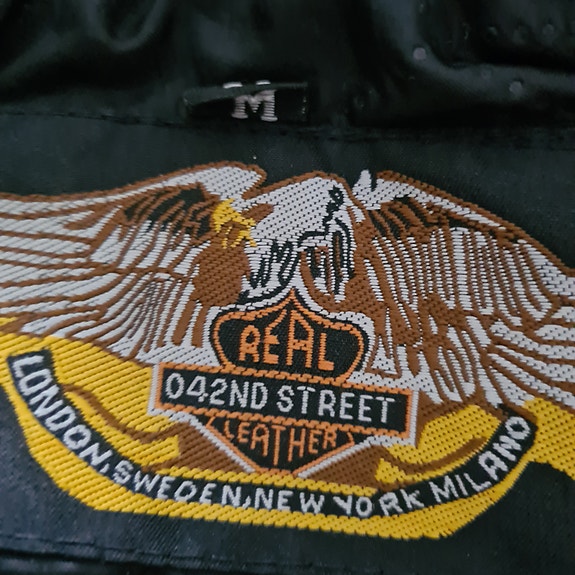 M
REAL
042ND STREET
LEATHER
LONDON,SWEDEN,NEW YORK MILANO